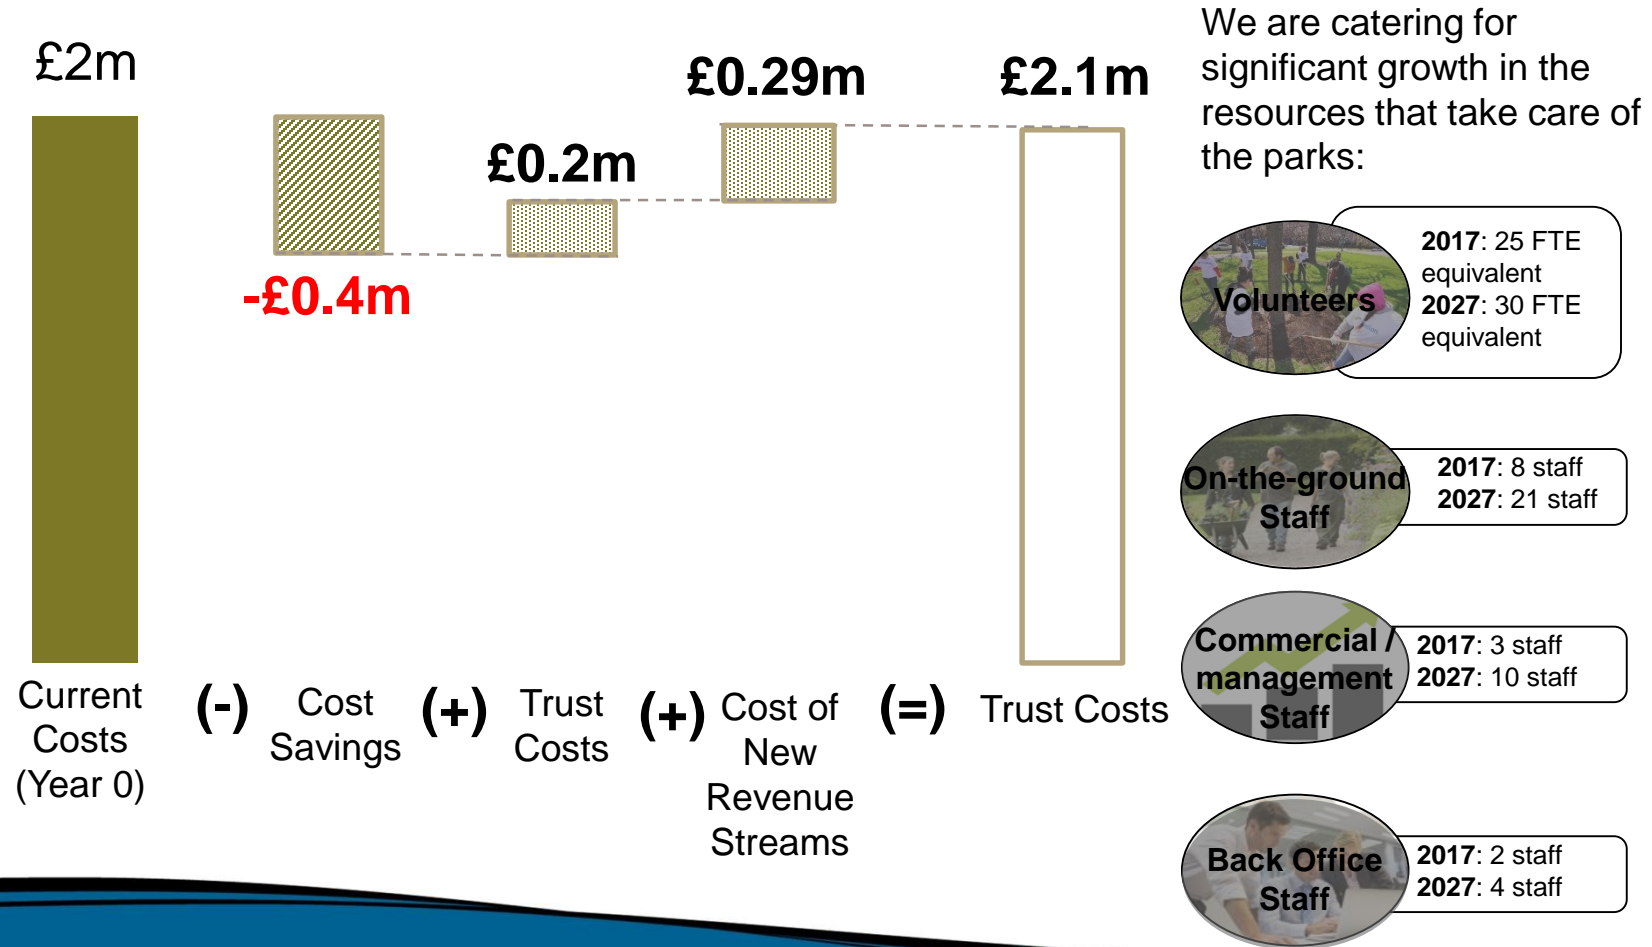 £2m
-£0.4m
£0.2m
£0.29m
£2.1m
Current
Costs
(Year 0)
(-)
Cost
Savings
(+)
Trust
Costs
(+)
Cost of
New
Revenue
Streams
(=)
Trust Costs
We are catering for
significant growth in the
resources that take care of
the parks:
Volunteers
2017: 25 FTE
equivalent
2027: 30 FTE
equivalent
On-the-ground
Staff
2017: 8 staff
2027: 21 staff
Commercial /
management
Staff
2017: 3 staff
2027: 10 staff
Back Office
Staff
2017: 2 staff
2027: 4 staff